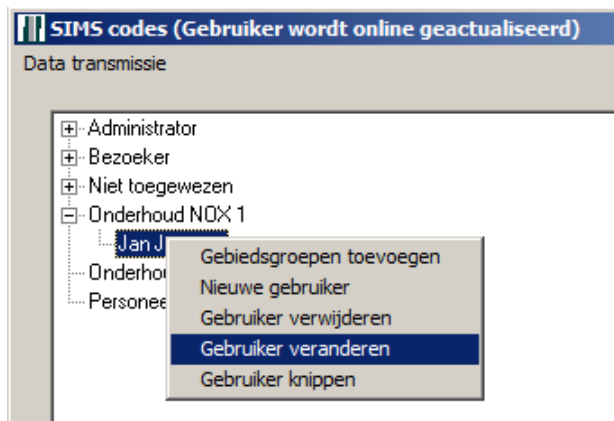 SIMS codes (Gebruiker wordt online geactualiseerd)
Data transmissie
Administrator
Bezoeker
Niet toegewezen
Onderhoud NOX 1
Jan
Gebiedsgroepen toevoegen
Nieuwe gebruiker
Gebruiker verwijderen
Gebruiker veranderen
Gebruiker knippen